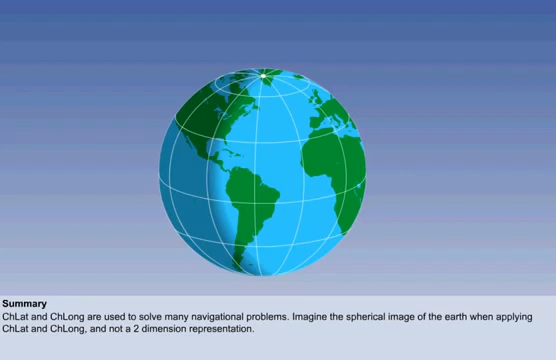 Summary
ChLat and ChLong are used to solve many navigational problems. Imagine the spherical image of the earth when applying
ChLat and ChLong, and not a 2 dimension representation.